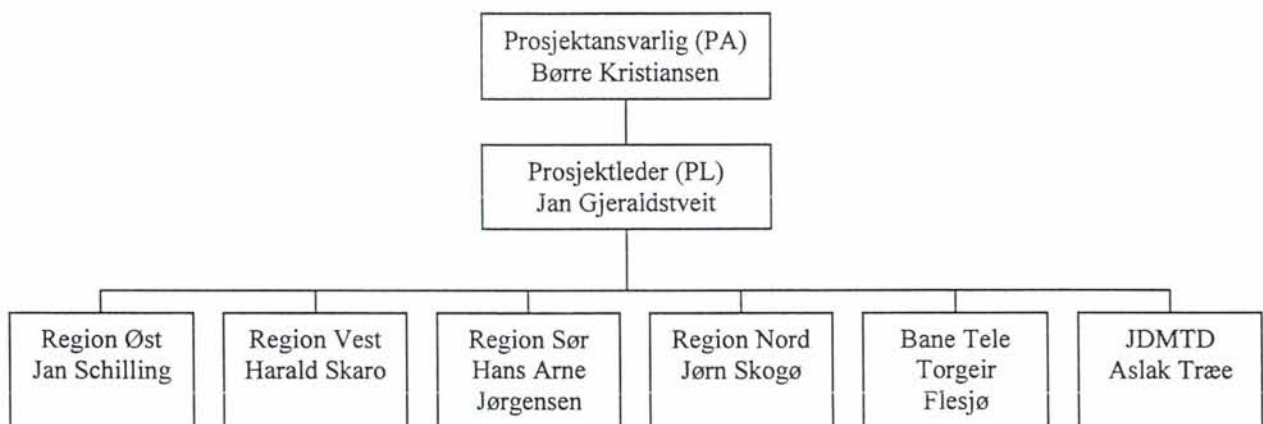 Prosjektansvarlig (PA)
Børre Kristiansen
Prosjektleder (PL)
Jan Gjeraldstveit
Region Øst
Jan Schilling
Region Vest
Harald Skaro
Region Sør
Hans Arne
Jørgensen
Region Nord
Jørn Skogø
Bane Tele
Torgeir
Flesjø
JDMTD
Aslak Træe